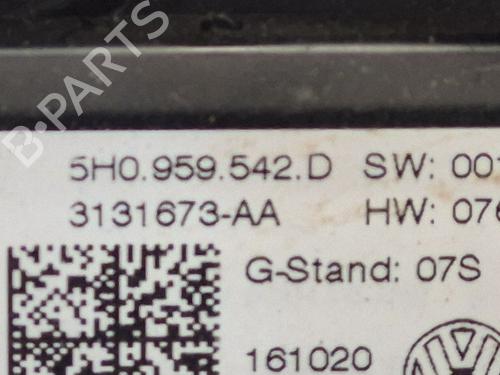 B-PARTS
5H0.959.542.D SW: 00
3131673-AA HW: 07
G-Stand: 07S
161020